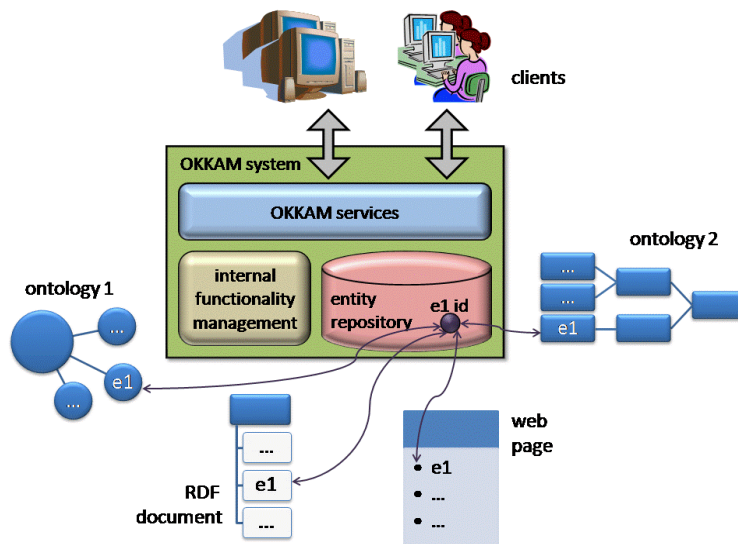 clients
OKKAM system
OKKAM services
internal
functionality
management
entity
repository
e1 id
ontology 1
...
e1
...
ontology 2
...
...
e1
RDF
document
...
e1
...
web
page
• e1
• ...
• ...